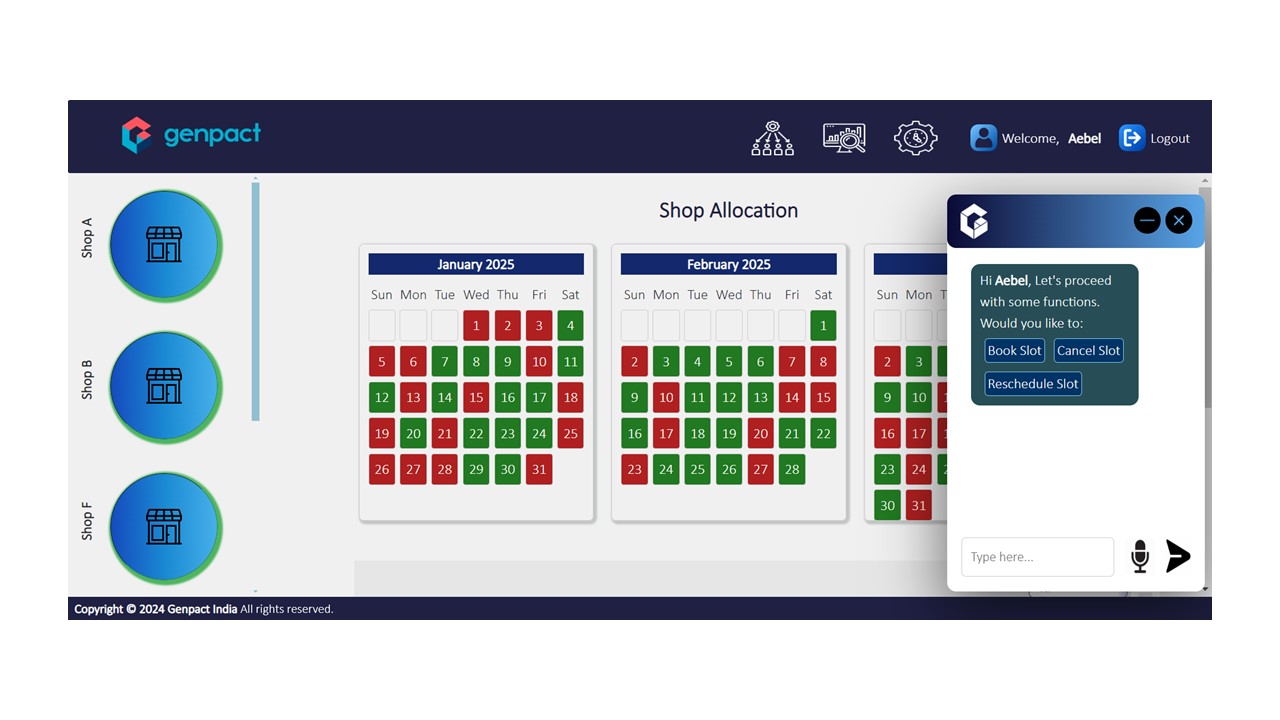 genpact
Welcome, Aebel
Logout
Shop A
Shop B
Shop F
Shop Allocation
January 2025
Sun Mon Tue Wed Thu Fri Sat
1 2 3 4
5 6 7 8 9 10 11
12 13 14 15 16 17 18
19 20 21 22 23 24 25
26 27 28 29 30 31
February 2025
Sun Mon Tue Wed Thu Fri Sat
1
2 3 4 5 6 7 8
9 10 11 12 13 14 15
16 17 18 19 20 21 22
23 24 25 26 27 28
Sun Mon
2 3
9 10
16 17
23 24
30 31
Hi Aebel, Let's proceed
with some functions.
Would you like to:
Book Slot Cancel Slot
Reschedule Slot
Type here...
Copyright © 2024 Genpact India All rights reserved.